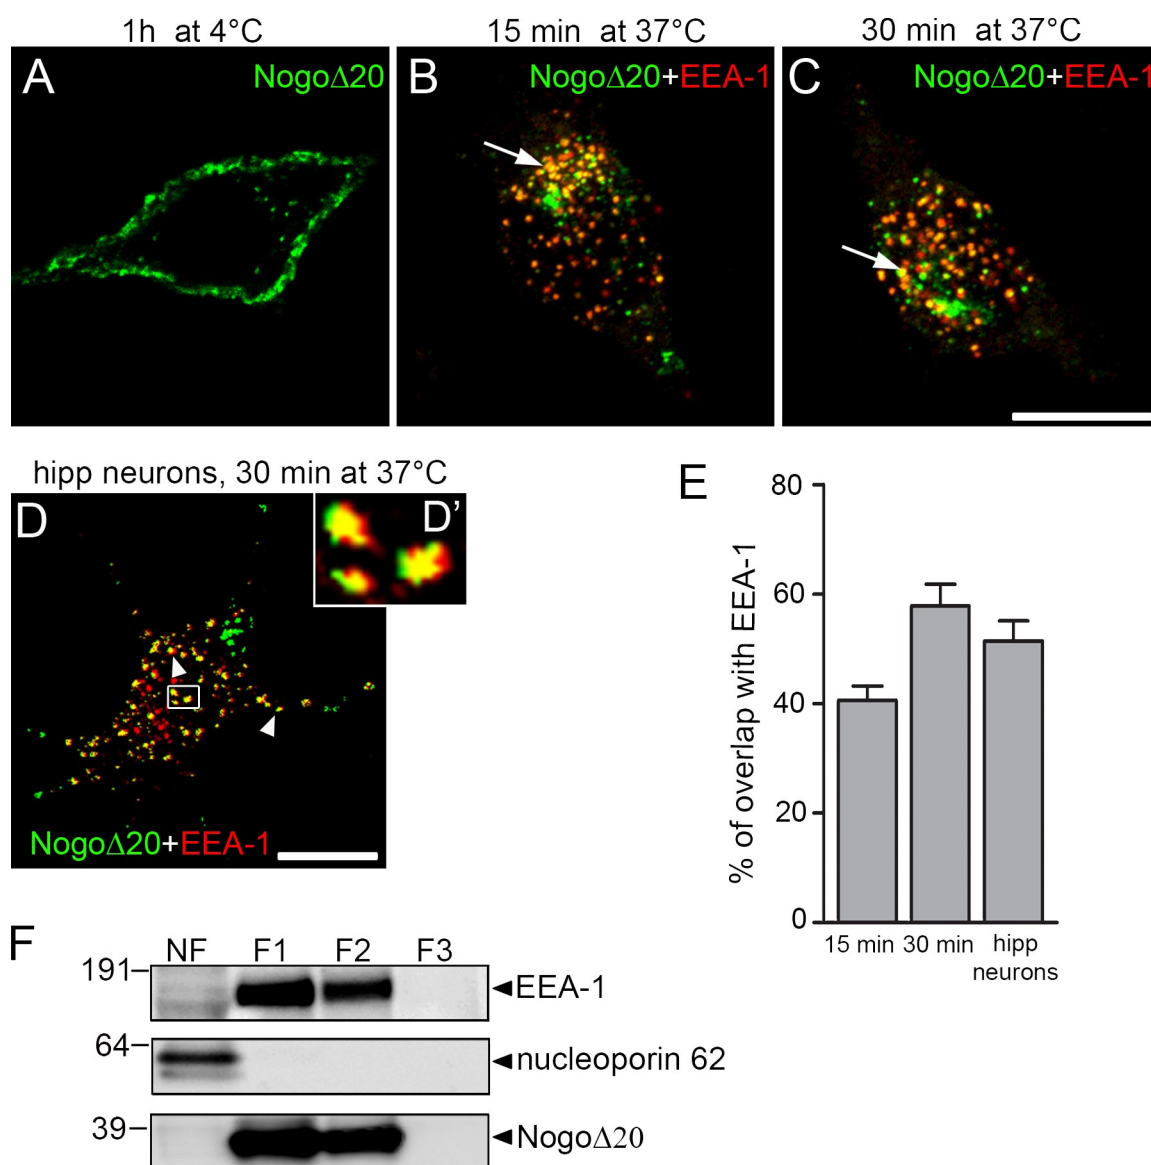 1h at 4°C
15 min at 37°C
30 min at 37°C
A
NogoΔ20
B
NogoΔ20+EEA-1
C
NogoΔ20+EEA-1
hipp neurons, 30 min at 37°C
D
D'
NogoΔ20+EEA-1
E
% of overlap with EEA-1
80
60
40
20
0
15 min
30 min
hipp
neurons
F
NF F1 F2 F3
191
EEA-1
64
nucleoporin 62
39
NogoΔ20